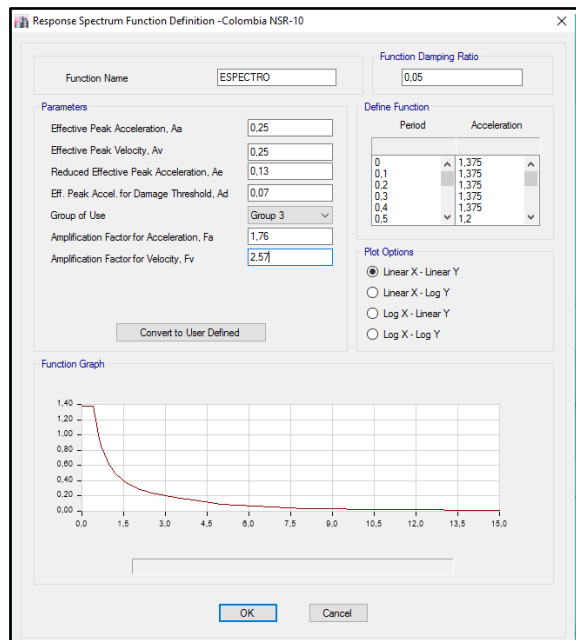 Response Spectrum Function Definition -Colombia NSR-10
Function Name
ESPECTRO
Function Damping Ratio
0,05
Parameters
Effective Peak Acceleration, Aa
0,25
Effective Peak Velocity, Av
0,25
Reduced Effective Peak Acceleration, Ae
0,13
Eff. Peak Accel. for Damage Threshold, Ad
0,07
Group of Use
Group 3
Amplification Factor for Acceleration, Fa
1,76
Amplification Factor for Velocity, Fv
2,57
Convert to User Defined
Define Function
Period Acceleration
0 1,375
0,1 1,375
0,2 1,375
0,3 1,375
0,4 1,375
0,5 1,2
Plot Options
Linear X - Linear Y
Linear X - Log Y
Log X - Linear Y
Log X - Log Y
Function Graph
1,40
1,20
1,00
0,80
0,60
0,40
0,20
0,00
0,0 1,5 3,0 4,5 6,0 7,5 9,0 10,5 12,0 13,5 15,0
OK Cancel